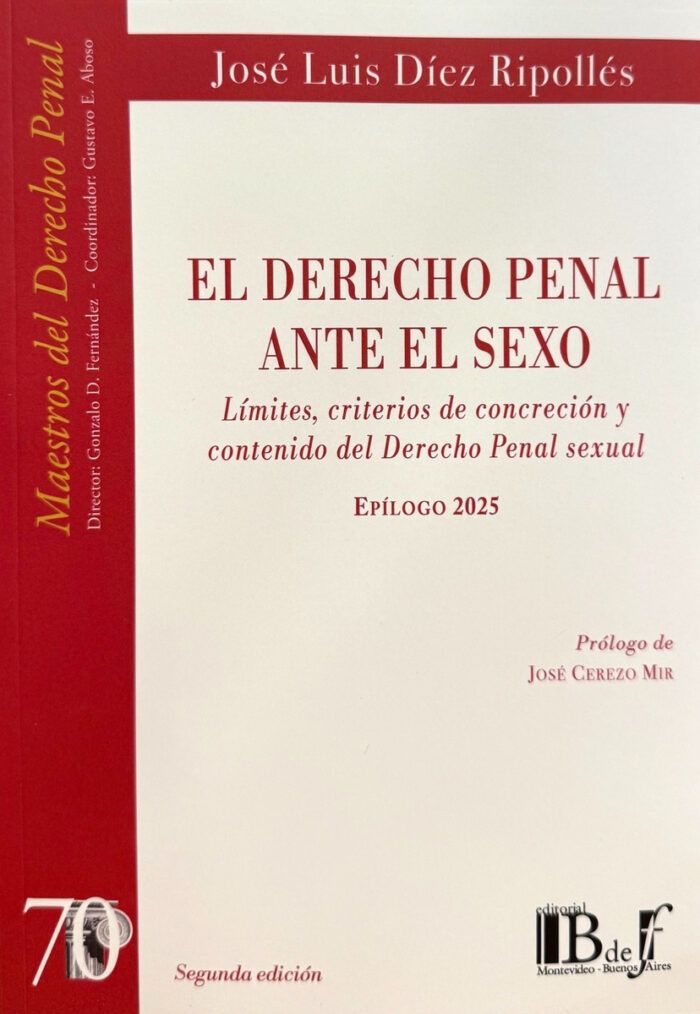 José Luis Díez Ripollés
Maestros del Derecho Penal
Director: Gonzalo D. Fernández - Coordinador: Gustavo E. Aboso
EL DERECHO PENAL
ANTE EL SEXO
Límites, criterios de concreción y
contenido del Derecho Penal sexual
EPÍLOGO 2025
Prólogo de
JOSÉ CEREZO MIR
70
Segunda edición
editorial
B de f
Montevideo - Buenos Aires